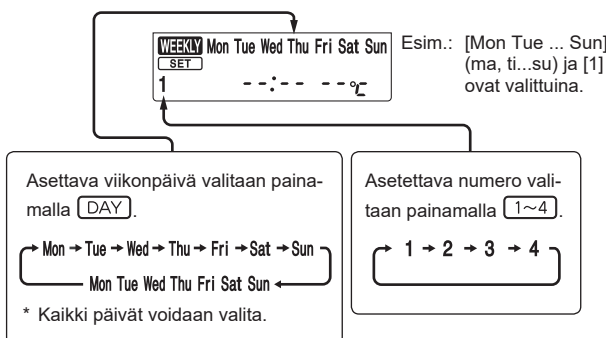 WEEKLY Mon Tue Wed Thu Fri Sat Sun
SET
1 --:-- --°C
Esim.: [Mon Tue ... Sun]
(ma, ti...su) ja [1]
ovat valittuina.
Asettava viikonpäivä valitaan paina-
malla DAY.
Mon → Tue → Wed → Thu → Fri → Sat → Sun
Mon Tue Wed Thu Fri Sat Sun
* Kaikki päivät voidaan valita.
Asetettava numero vali-
taan painamalla 1~4.
1 → 2 → 3 → 4